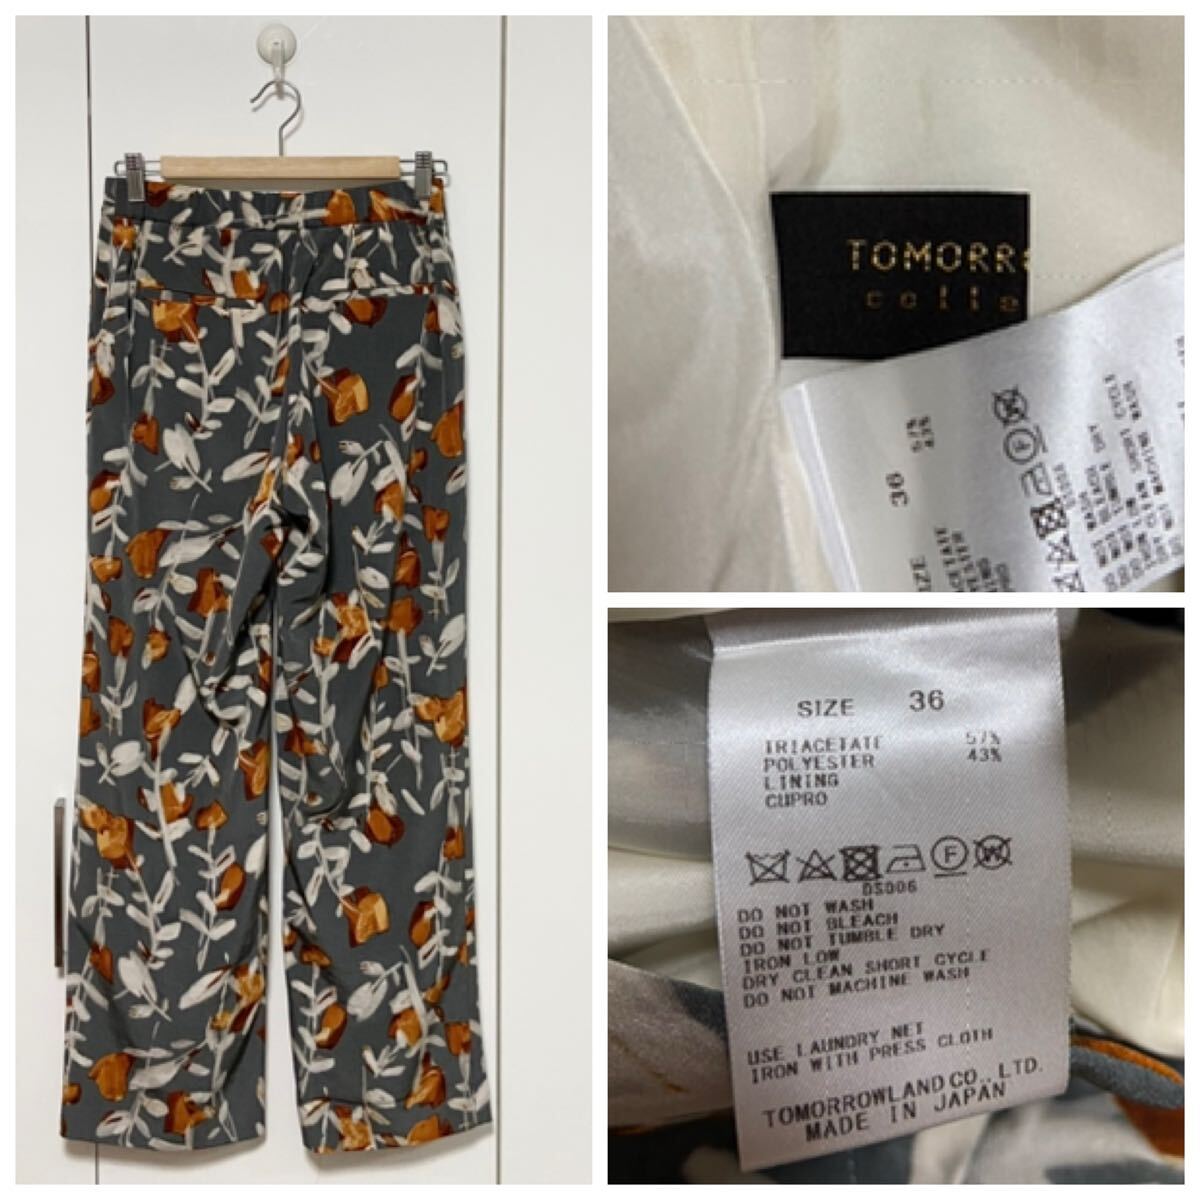 TOMORR
colle
36
SIZE
SIZE 36
TRIACETATE 57%
POLYESTER 43%
LINING
CUPRO
F W
DS006
DO NOT WASH
DO NOT BLEACH
DO NOT TUMBLE DRY
IRON LOW
DRY CLEAN SHORT CYCLE
DO NOT MACHINE WASH
USE LAUNDRY NET
IRON WITH PRESS CLOTH
TOMORROWLAND CO., LTD.
MADE IN JAPAN